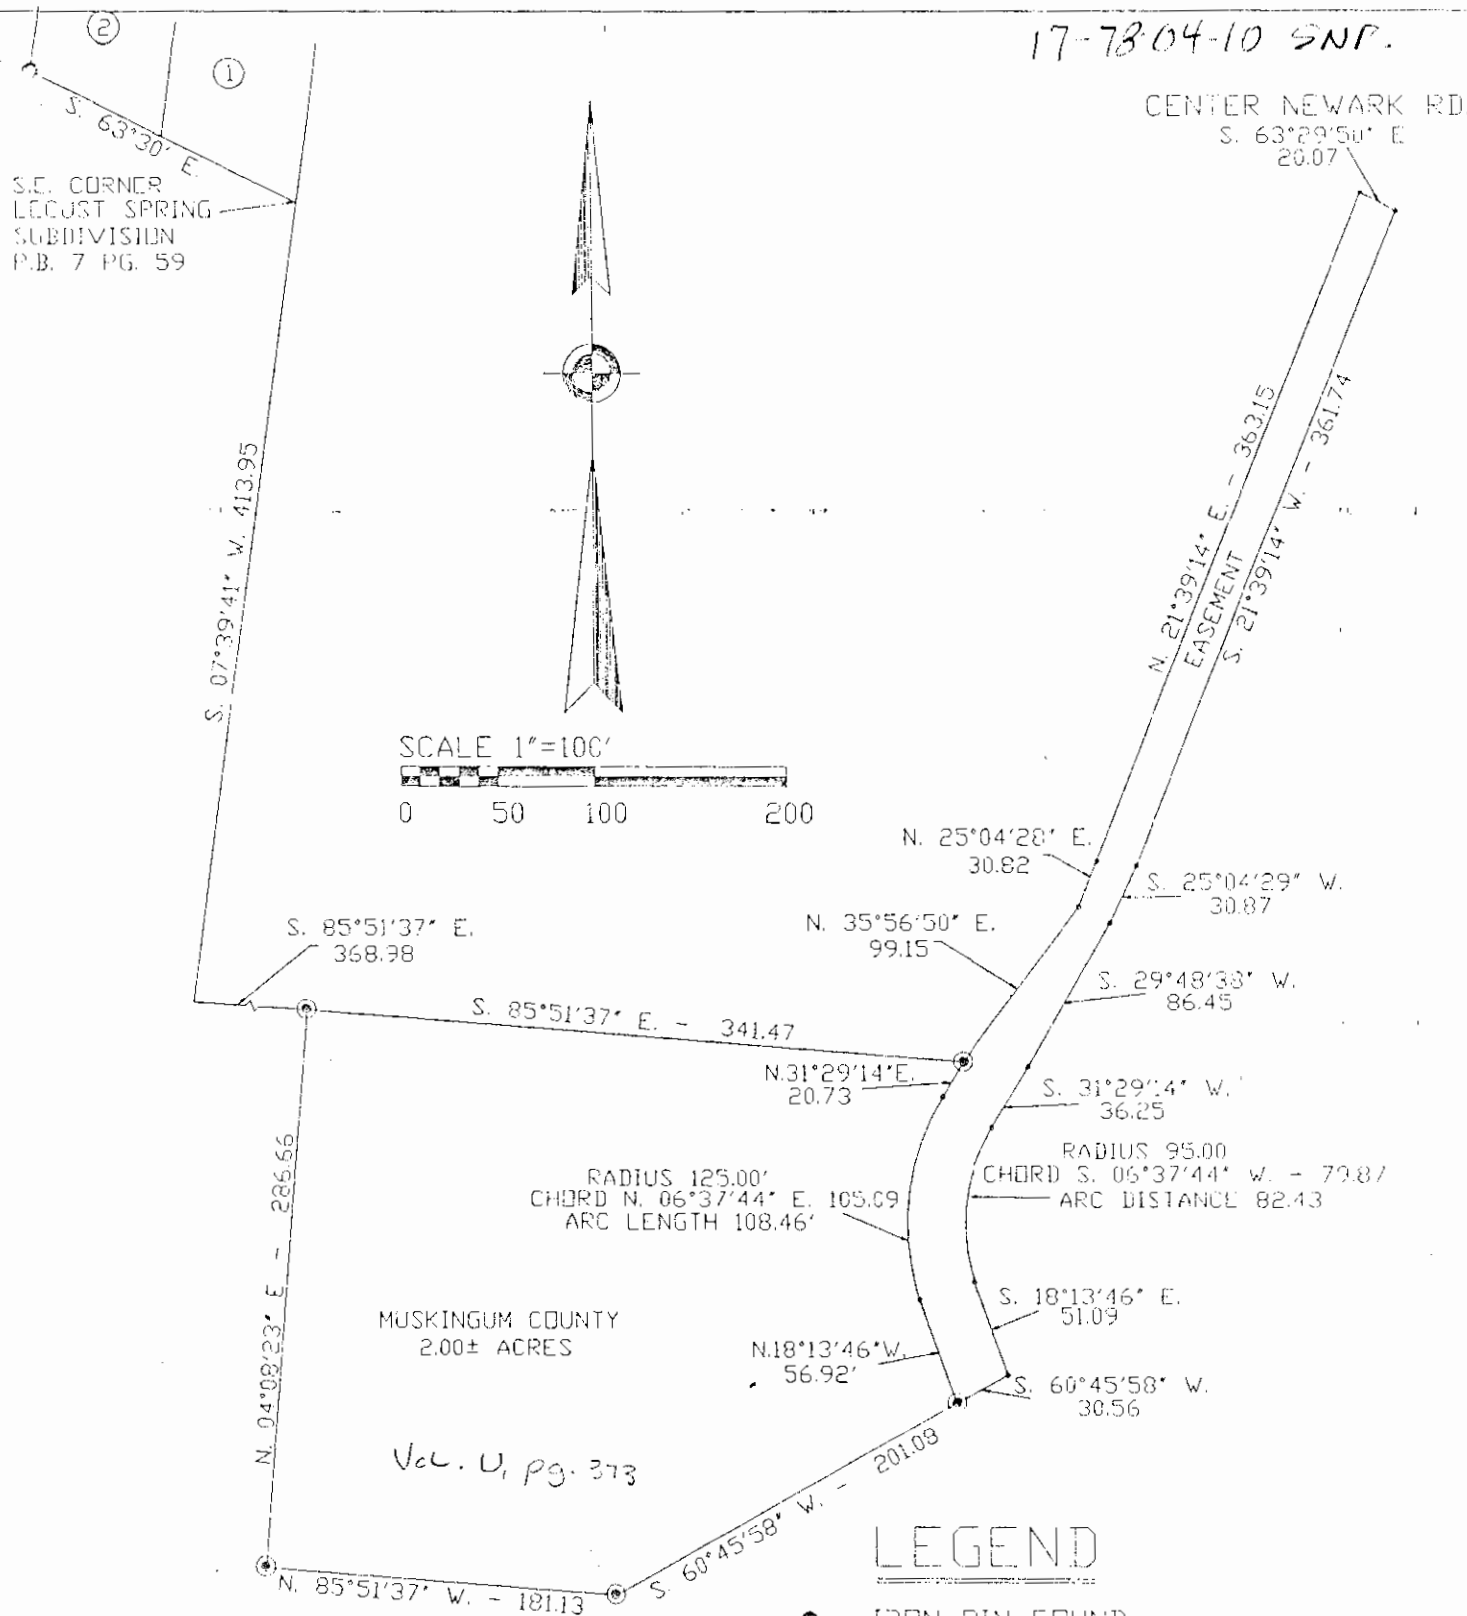 17-78-04-10 SNP.
②
①
CENTER NEWARK RD
S. 63°29'50" E
20.07
S. 63°30' E.
S.E. CORNER
LOCUST SPRING
SUBDIVISION
P.B. 7 PG. 59
S. 07°39'41" W. 413.95
N. 21°39'14" E. - 363.15
EASEMENT
S. 21°39'14" W. - 361.74
SCALE 1"=100'
0 50 100 200
N. 25°04'28" E.
30.82
S. 25°04'29" W.
30.87
S. 85°51'37" E.
368.98
N. 35°56'50" E.
99.15
S. 29°48'38" W.
86.45
S. 85°51'37" E. - 341.47
N.31°29'14"E.
20.73
S. 31°29'14" W.
36.25
RADIUS 125.00'
CHORD N. 06°37'44" E. 105.09
ARC LENGTH 108.46'
RADIUS 95.00
CHORD S. 06°37'44" W. - 79.87
ARC DISTANCE 82.43
N. 04°08'23" E - 286.66
MUSKINGUM COUNTY
2.00± ACRES
S. 18°13'46" E.
51.09
N.18°13'46"W.
56.92'
S. 60°45'58" W.
30.56
Vol. U, pg. 373
S. 60°45'58" W. - 201.09
N. 85°51'37" W. - 181.13
LEGEND
IRON PIN FOUND